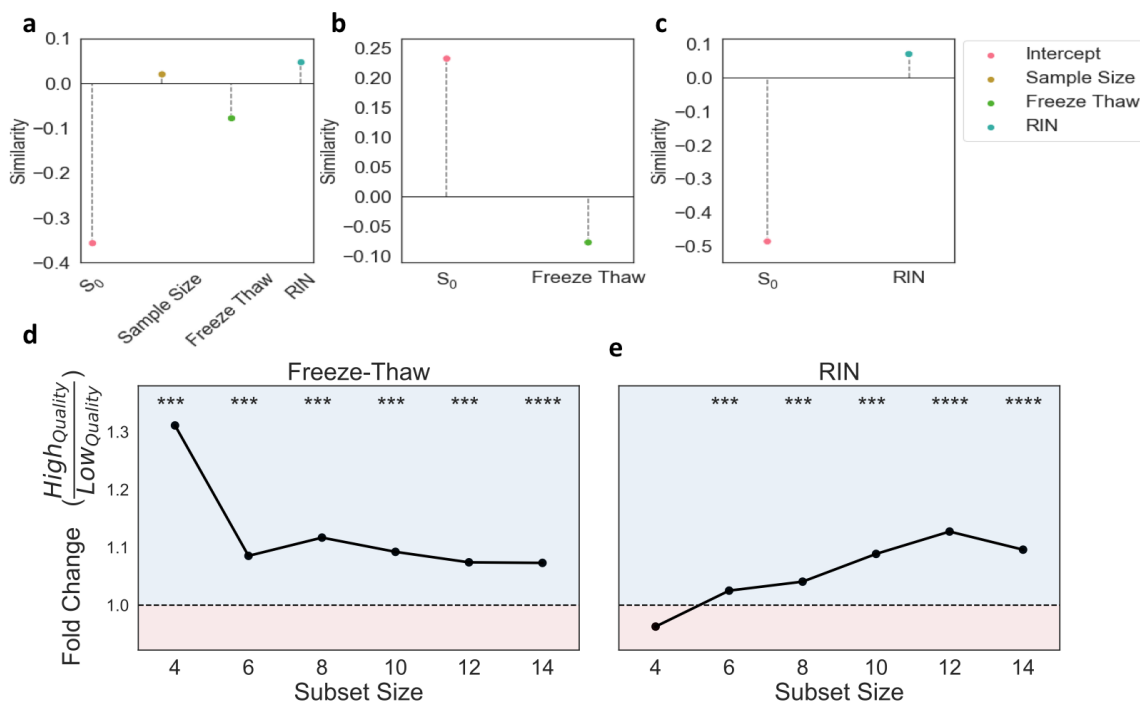 a
0.1
0.0
−0.1
−0.2
−0.3
−0.4
Similarity
S0
Sample Size
Freeze Thaw
RIN
b
0.25
0.20
0.15
0.10
0.05
0.00
−0.05
−0.10
Similarity
S0
Freeze Thaw
c
0.1
0.0
−0.1
−0.2
−0.3
−0.4
−0.5
Similarity
S0
RIN
Intercept
Sample Size
Freeze Thaw
RIN
d
Freeze-Thaw
*** *** *** *** *** ****
Fold Change (HighQuality/LowQuality)
1.3
1.2
1.1
1.0
4 6 8 10 12 14
Subset Size
e
RIN
*** *** *** **** ****
4 6 8 10 12 14
Subset Size